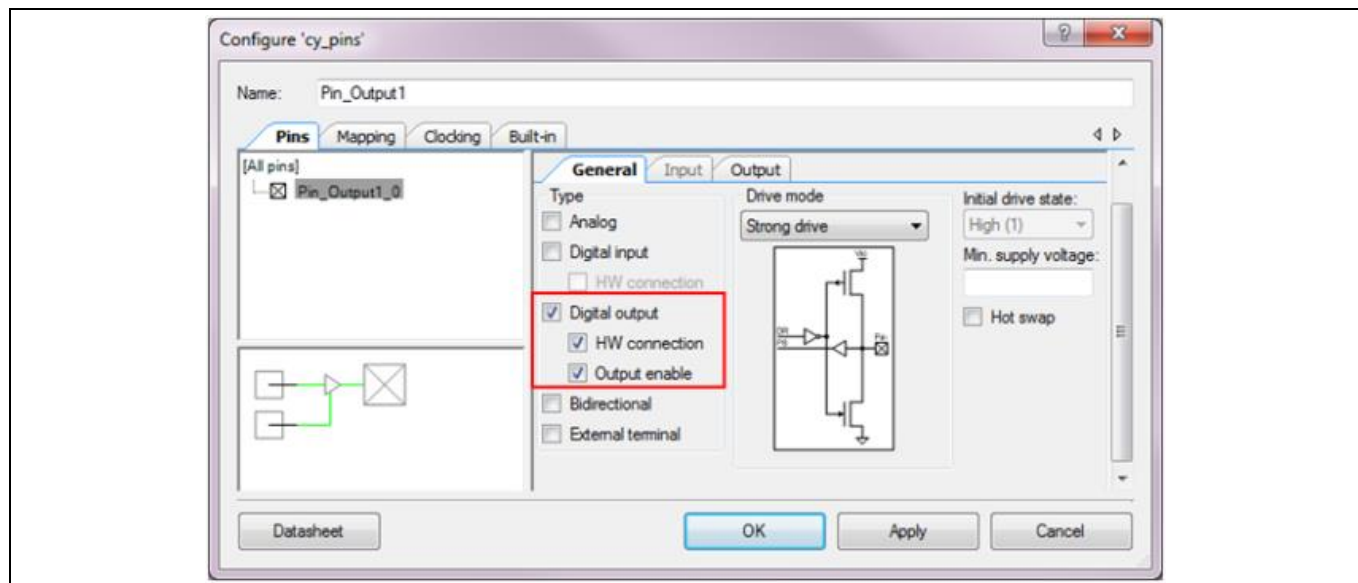 Configure 'cy_pins'
Name: Pin_Output1
Pins Mapping Clocking Built-in
[All pins]
Pin_Output1_0
General Input Output
Type
Analog
Digital input
HW connection
Digital output
HW connection
Output enable
Bidirectional
External terminal
Drive mode
Strong drive
Initial drive state:
High (1)
Min. supply voltage:
Hot swap
Datasheet OK Apply Cancel